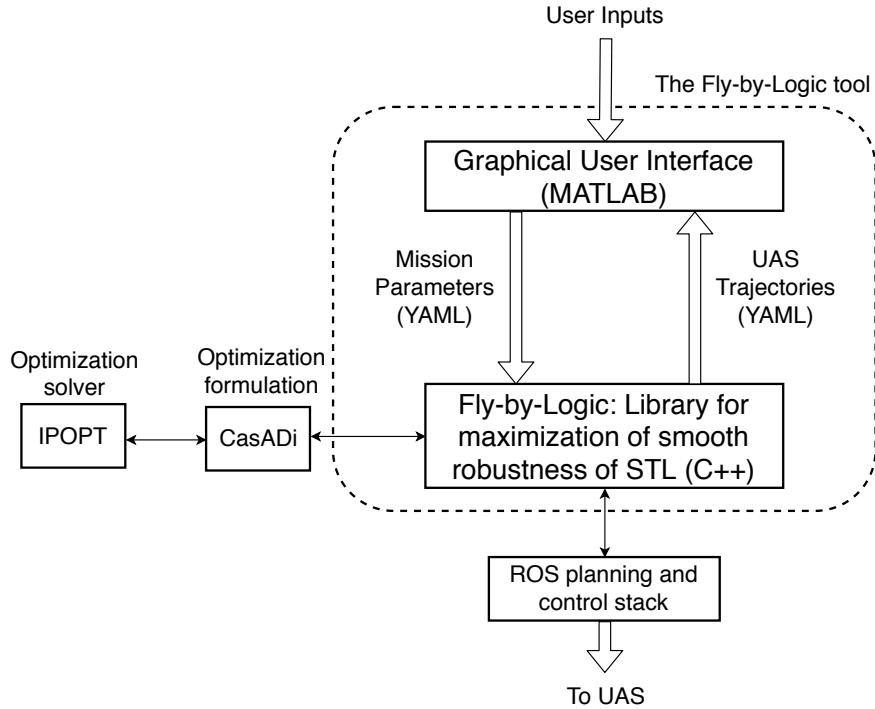 User Inputs
The Fly-by-Logic tool
Graphical User Interface
(MATLAB)
Mission
Parameters
(YAML)
UAS
Trajectories
(YAML)
Optimization
solver
IPOPT
Optimization
formulation
CasADi
Fly-by-Logic: Library for
maximization of smooth
robustness of STL (C++)
ROS planning and
control stack
To UAS